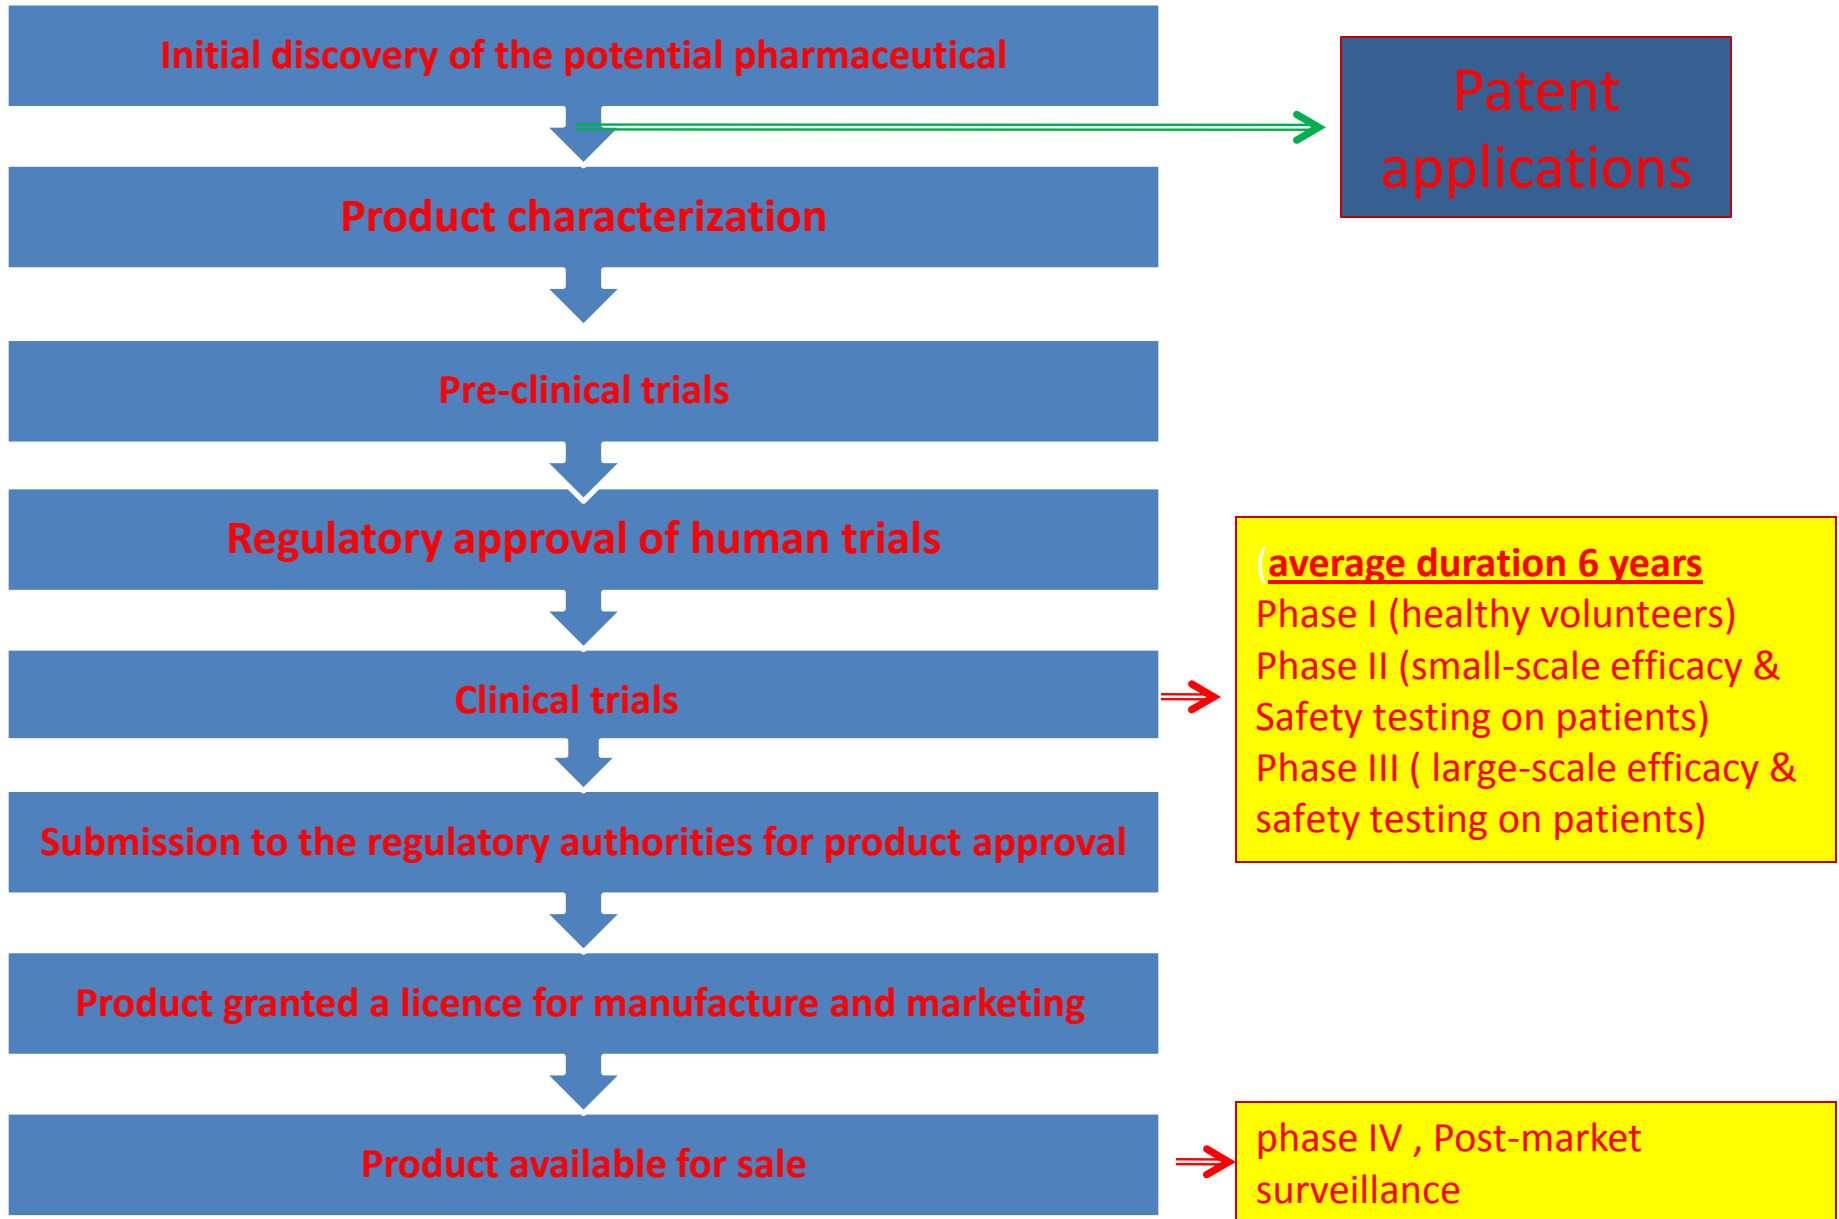 Initial discovery of the potential pharmaceutical
Patent
applications
Product characterization
Pre-clinical trials
Regulatory approval of human trials
(average duration 6 years
Phase I (healthy volunteers)
Phase II (small-scale efficacy &
Safety testing on patients)
Phase III ( large-scale efficacy &
safety testing on patients)
Clinical trials
Submission to the regulatory authorities for product approval
Product granted a licence for manufacture and marketing
Product available for sale
phase IV , Post-market
surveillance